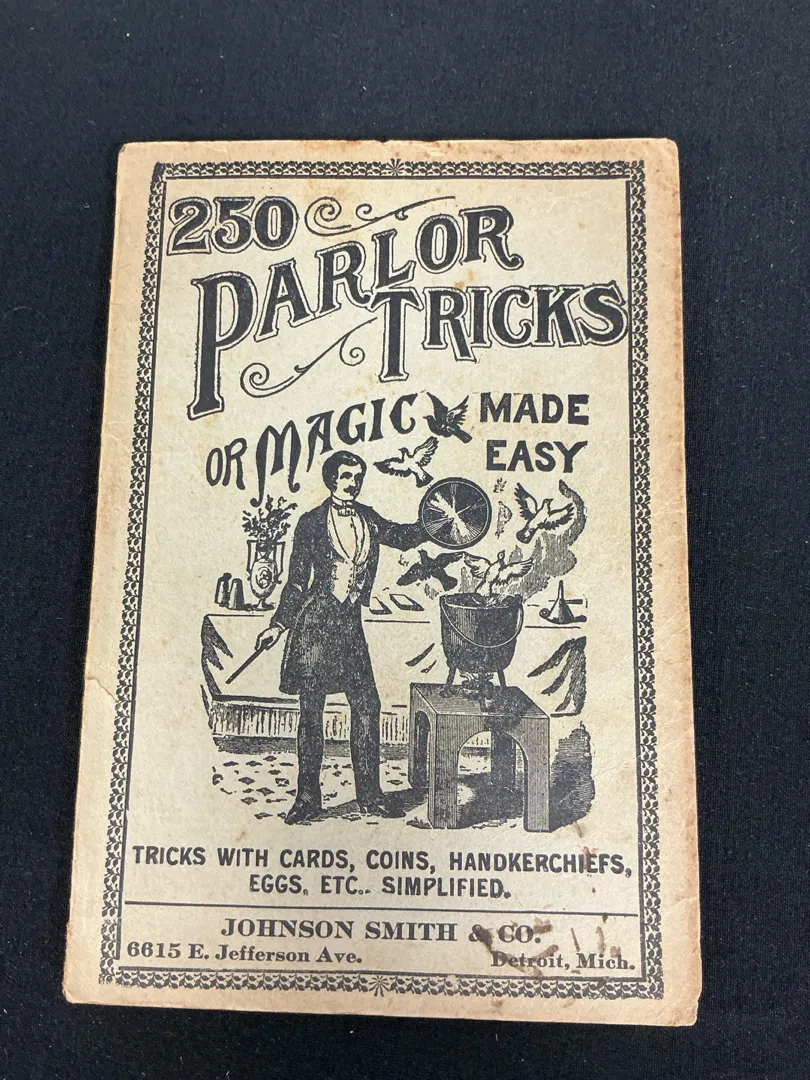 250
PARLOR
TRICKS
OR MAGIC MADE
EASY
TRICKS WITH CARDS, COINS, HANDKERCHIEFS,
EGGS, ETC.. SIMPLIFIED.
JOHNSON SMITH & CO.
6615 E. Jefferson Ave. Detroit, Mich.